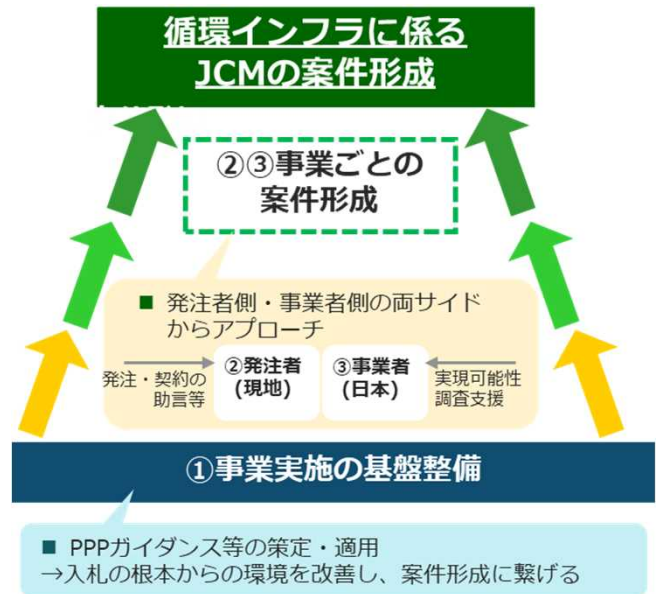 循環インフラに係る
JCMの案件形成
②③事業ごとの
案件形成
■ 発注者側・事業者側の両サイド
からアプローチ
発注・契約の
助言等
②発注者
(現地)
③事業者
(日本)
実現可能性
調査支援
①事業実施の基盤整備
■ PPPガイダンス等の策定・適用
→入札の根本からの環境を改善し、案件形成に繋げる